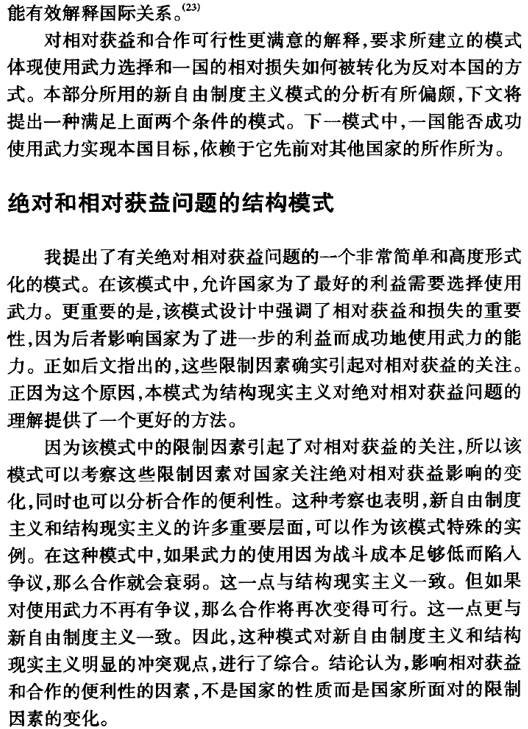 能有效解释国际关系。(23)
对相对获益和合作可行性更满意的解释,要求所建立的模式
体现使用武力选择和一国的相对损失如何被转化为反对本国的方
式。本部分所用的新自由制度主义模式的分析有所偏颇,下文将
提出一种满足上面两个条件的模式。下一模式中,一国能否成功
使用武力实现本国目标,依赖于它先前对其他国家的所作所为。
绝对和相对获益问题的结构模式
我提出了有关绝对相对获益问题的一个非常简单和高度形式
化的模式。在该模式中,允许国家为了最好的利益需要选择使用
武力。更重要的是,该模式设计中强调了相对获益和损失的重要
性,因为后者影响国家为了进一步的利益而成功地使用武力的能
力。正如后文指出的,这些限制因素确实引起对相对获益的关注。
正因为这个原因,本模式为结构现实主义对绝对相对获益问题的
理解提供了一个更好的方法。
因为该模式中的限制因素引起了对相对获益的关注,所以该
模式可以考察这些限制因素对国家关注绝对相对获益影响的变
化,同时也可以分析合作的便利性。这种考察也表明,新自由制度
主义和结构现实主义的许多重要层面,可以作为该模式特殊的实
例。在这种模式中,如果武力的使用因为战斗成本足够低而陷入
争议,那么合作就会衰弱。这一点与结构现实主义一致。但如果
对使用武力不再有争议,那么合作将再次变得可行。这一点更与
新自由制度主义一致。因此,这种模式对新自由制度主义和结构
现实主义明显的冲突观点,进行了综合。结论认为,影响相对获益
和合作的便利性的因素,不是国家的性质而是国家所面对的限制
因素的变化。